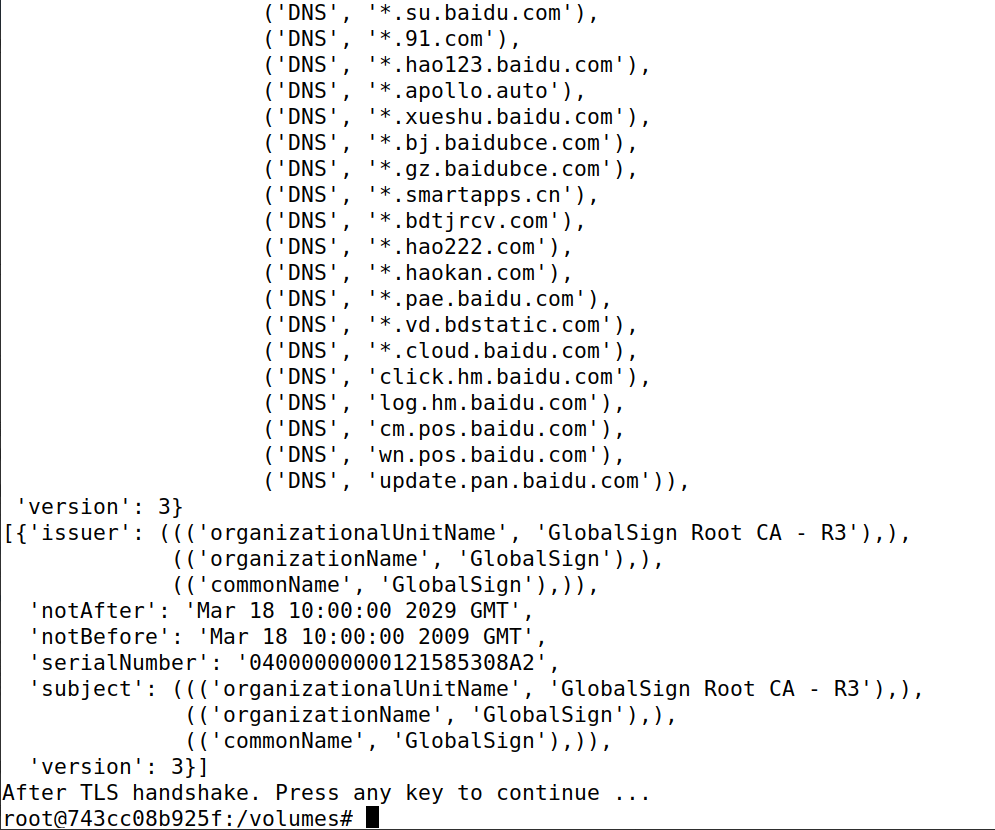 ('DNS', '*.su.baidu.com'),
('DNS', '*.91.com'),
('DNS', '*.hao123.baidu.com'),
('DNS', '*.apollo.auto'),
('DNS', '*.xueshu.baidu.com'),
('DNS', '*.bj.baidubce.com'),
('DNS', '*.gz.baidubce.com'),
('DNS', '*.smartapps.cn'),
('DNS', '*.bdtjrcv.com'),
('DNS', '*.hao222.com'),
('DNS', '*.haokan.com'),
('DNS', '*.pae.baidu.com'),
('DNS', '*.vd.bdstatic.com'),
('DNS', '*.cloud.baidu.com'),
('DNS', 'click.hm.baidu.com'),
('DNS', 'log.hm.baidu.com'),
('DNS', 'cm.pos.baidu.com'),
('DNS', 'wn.pos.baidu.com'),
('DNS', 'update.pan.baidu.com')),
'version': 3}
[{'issuer': ((('organizationalUnitName', 'GlobalSign Root CA - R3'),),
(('organizationName', 'GlobalSign'),),
(('commonName', 'GlobalSign'),)),
'notAfter': 'Mar 18 10:00:00 2029 GMT',
'notBefore': 'Mar 18 10:00:00 2009 GMT',
'serialNumber': '04000000000121585308A2',
'subject': ((('organizationalUnitName', 'GlobalSign Root CA - R3'),),
(('organizationName', 'GlobalSign'),),
(('commonName', 'GlobalSign'),)),
'version': 3}]
After TLS handshake. Press any key to continue ...
root@743cc08b925f:/volumes#